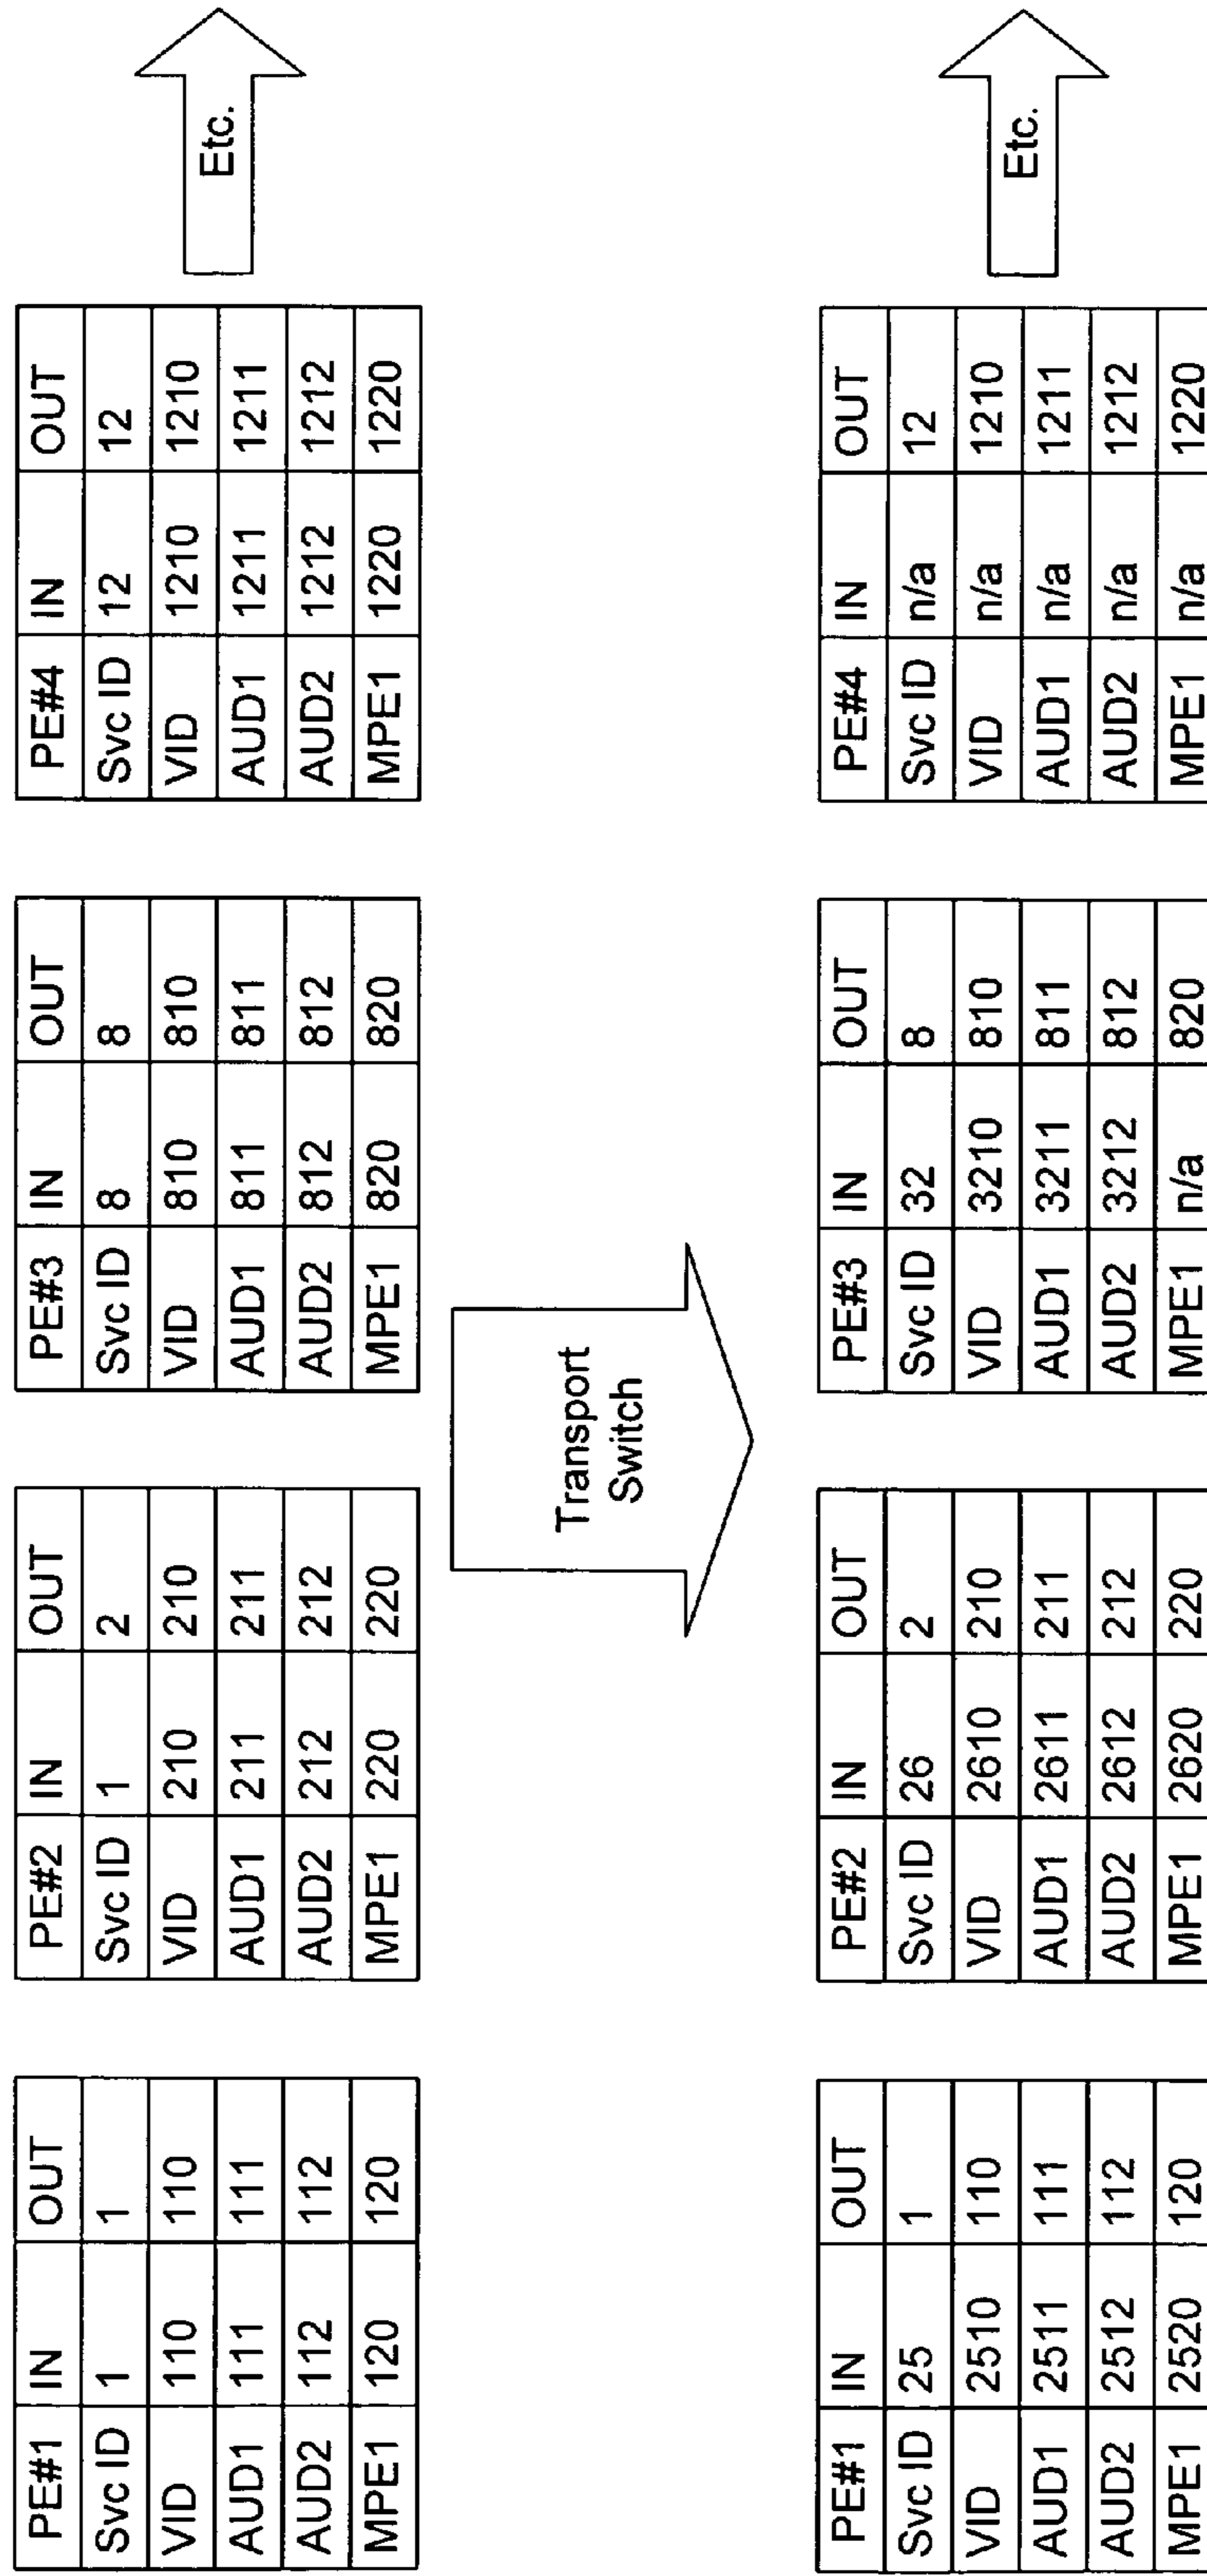 PE#1 IN OUT
Svc ID 1 1
VID 110 110
AUD1 111 111
AUD2 112 112
MPE1 120 120
PE#2 IN OUT
Svc ID 1 2
VID 210 210
AUD1 211 211
AUD2 212 212
MPE1 220 220
PE#3 IN OUT
Svc ID 8 8
VID 810 810
AUD1 811 811
AUD2 812 812
MPE1 820 820
PE#4 IN OUT
Svc ID 12 12
VID 1210 1210
AUD1 1211 1211
AUD2 1212 1212
MPE1 1220 1220
Etc.
Transport
Switch
PE#1 IN OUT
Svc ID 25 1
VID 2510 110
AUD1 2511 111
AUD2 2512 112
MPE1 2520 120
PE#2 IN OUT
Svc ID 26 2
VID 2610 210
AUD1 2611 211
AUD2 2612 212
MPE1 2620 220
PE#3 IN OUT
Svc ID 32 8
VID 3210 810
AUD1 3211 811
AUD2 3212 812
MPE1 n/a 820
PE#4 IN OUT
Svc ID n/a 12
VID n/a 1210
AUD1 n/a 1211
AUD2 n/a 1212
MPE1 n/a 1220
Etc.